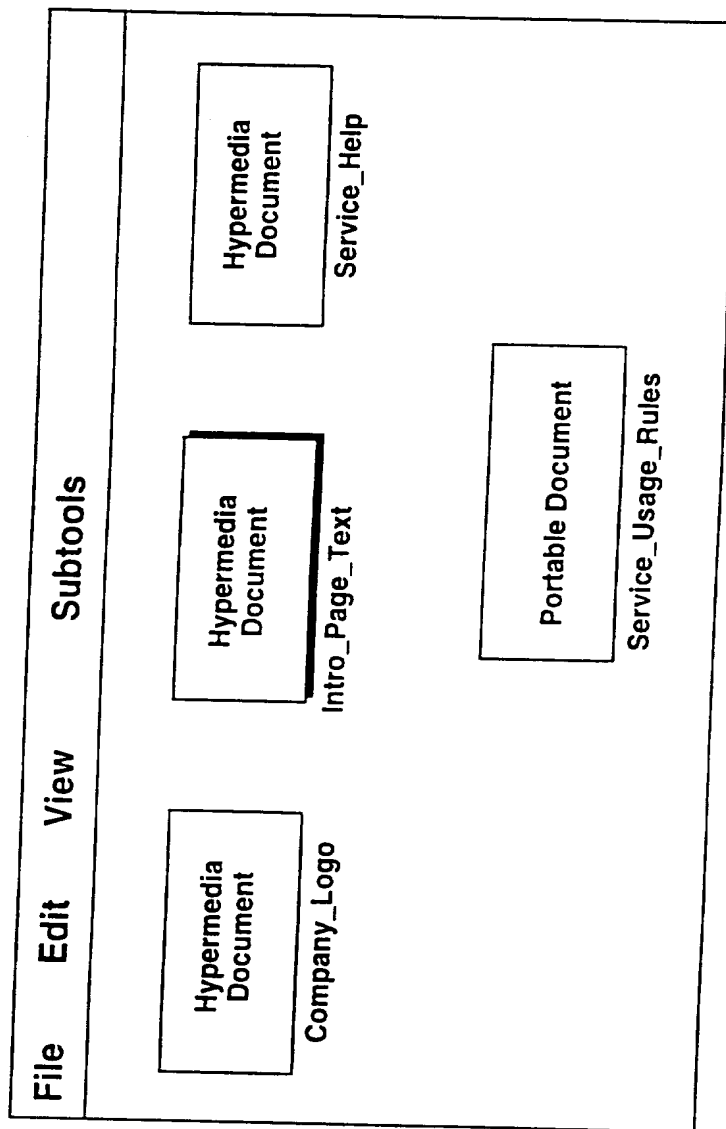 File Edit View Subtools
Hypermedia
Document
Company_Logo
Hypermedia
Document
Intro_Page_Text
Hypermedia
Document
Service_Help
Portable Document
Service_Usage_Rules